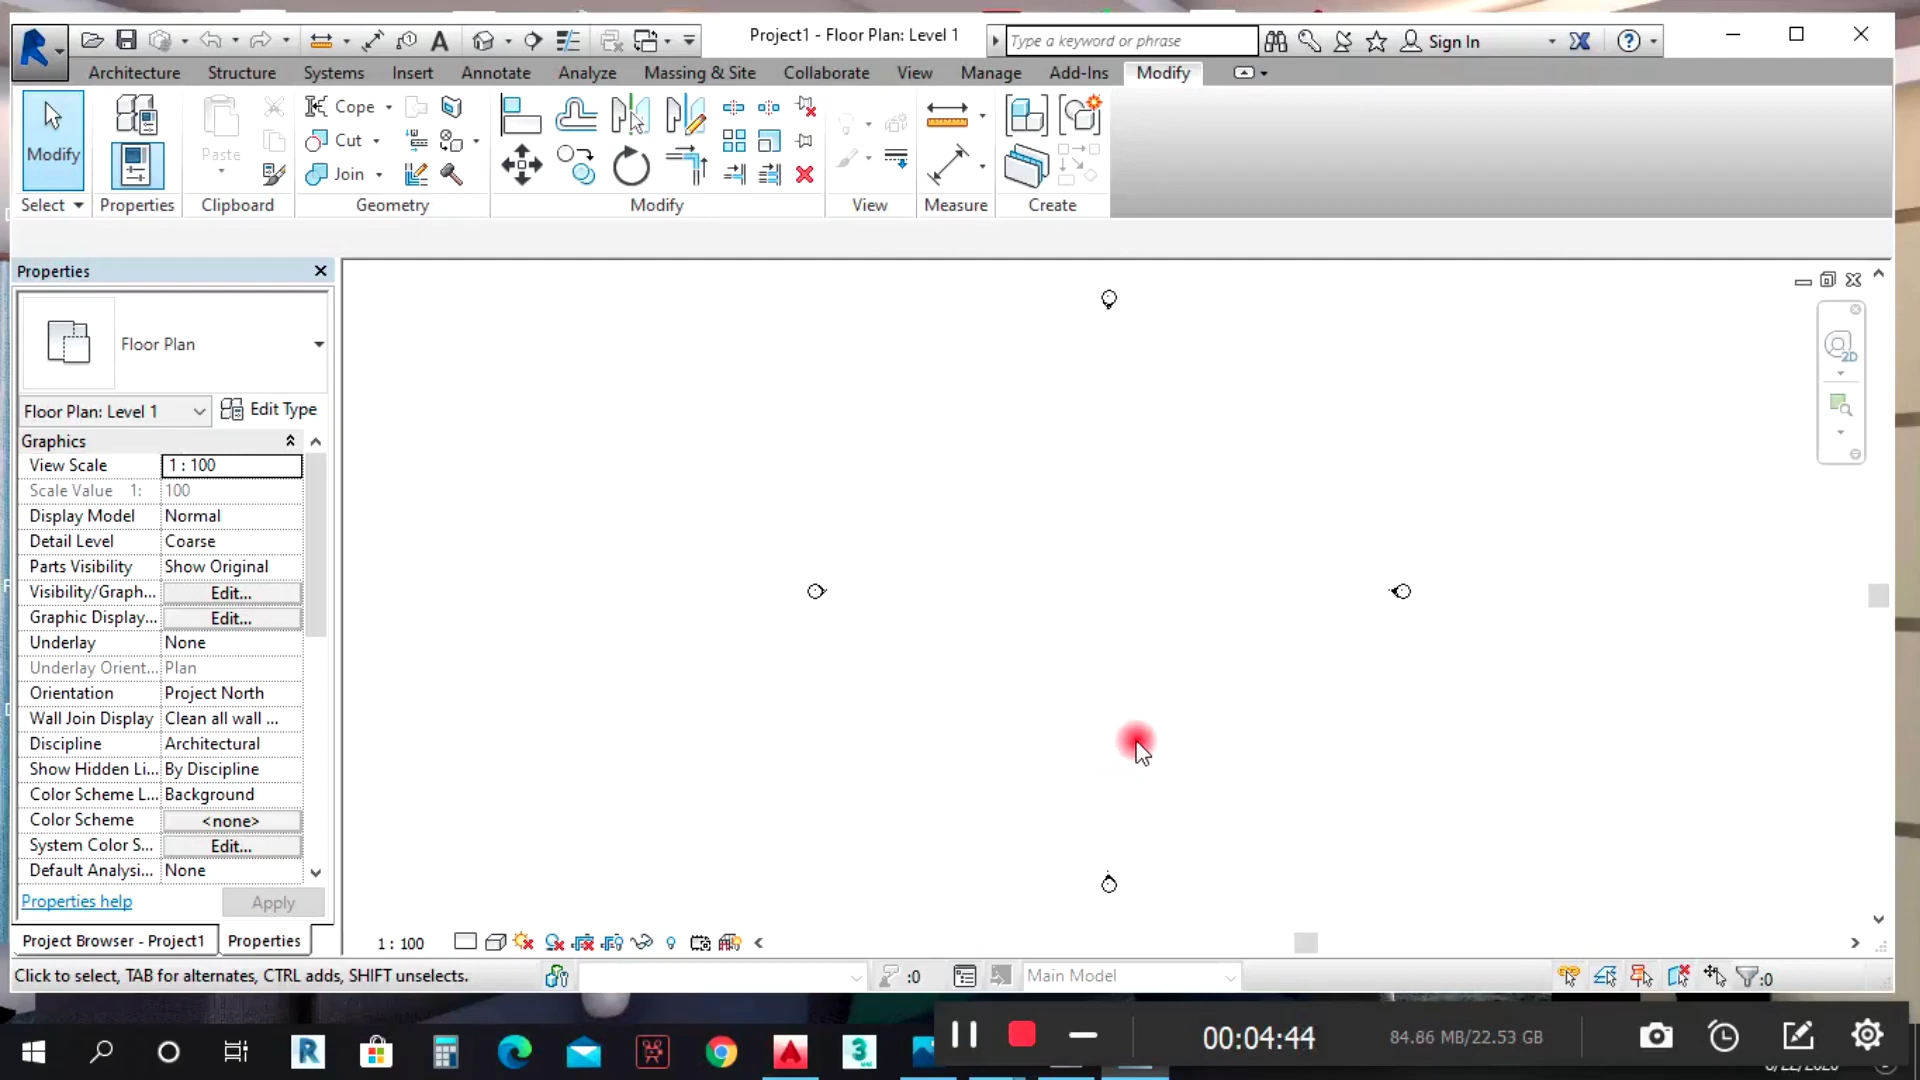 Project1 - Floor Plan: Level 1
Type a keyword or phrase
Sign In
Architecture
Structure
Systems
Insert
Annotate
Analyze
Massing & Site
Collaborate
View
Manage
Add-Ins
Modify
Modify
Paste
Cope
Cut
Join
Select
Properties
Clipboard
Geometry
Modify
View
Measure
Create
Properties
Floor Plan
Floor Plan: Level 1
Edit Type
Graphics
View Scale 1 : 100
Scale Value 1: 100
Display Model Normal
Detail Level Coarse
Parts Visibility Show Original
Visibility/Graph... Edit...
Graphic Display... Edit...
Underlay None
Underlay Orient... Plan
Orientation Project North
Wall Join Display Clean all wall ...
Discipline Architectural
Show Hidden Li... By Discipline
Color Scheme L... Background
Color Scheme <none>
System Color S... Edit...
Default Analysi... None
Properties help
Apply
Project Browser - Project1
Properties
2D
1 : 100
Click to select, TAB for alternates, CTRL adds, SHIFT unselects.
:0
Main Model
:0
00:04:44
84.86 MB/22.53 GB